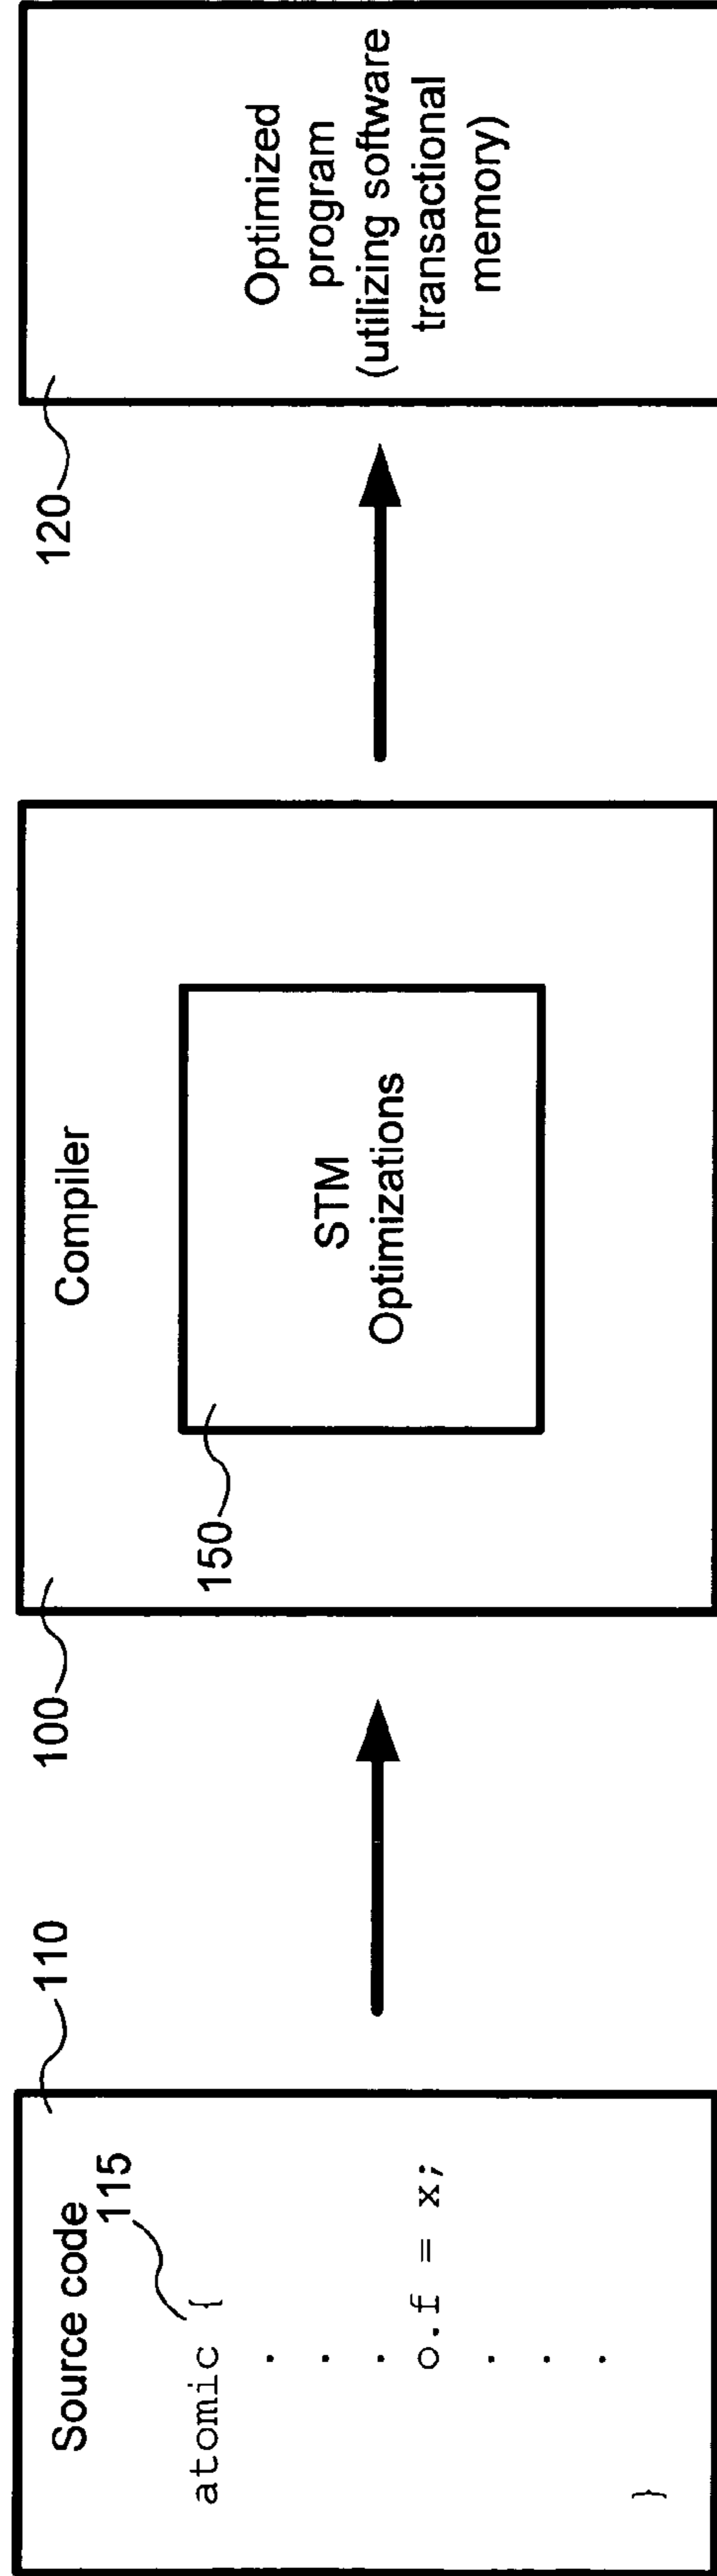 Source code
110
115
atomic {
.
.
.
o.f = x;
.
.
.
}
100
Compiler
150
STM
Optimizations
120
Optimized
program
(utilizing software
transactional
memory)